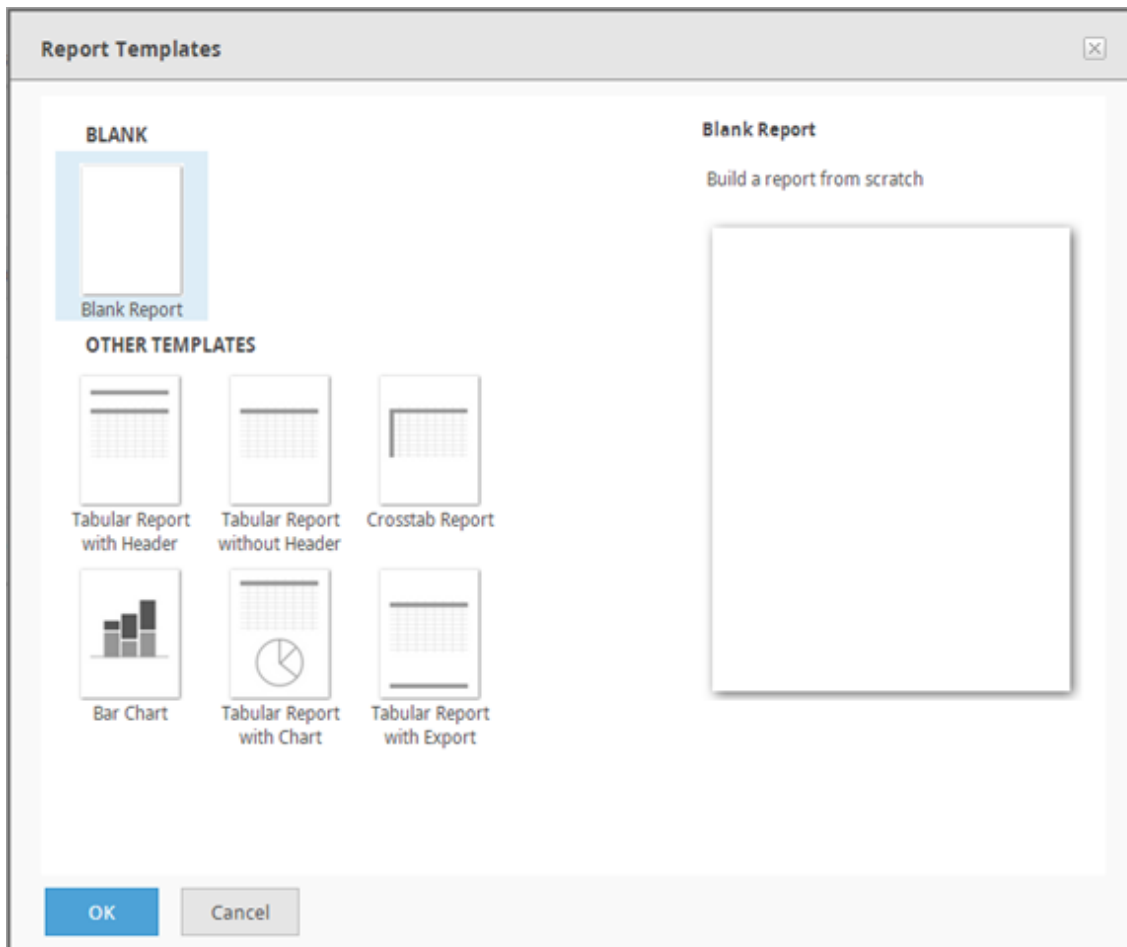 Report Templates
BLANK
Blank Report
OTHER TEMPLATES
Tabular Report
with Header
Tabular Report
without Header
Crosstab Report
Bar Chart
Tabular Report
with Chart
Tabular Report
with Export
Blank Report
Build a report from scratch
OK
Cancel